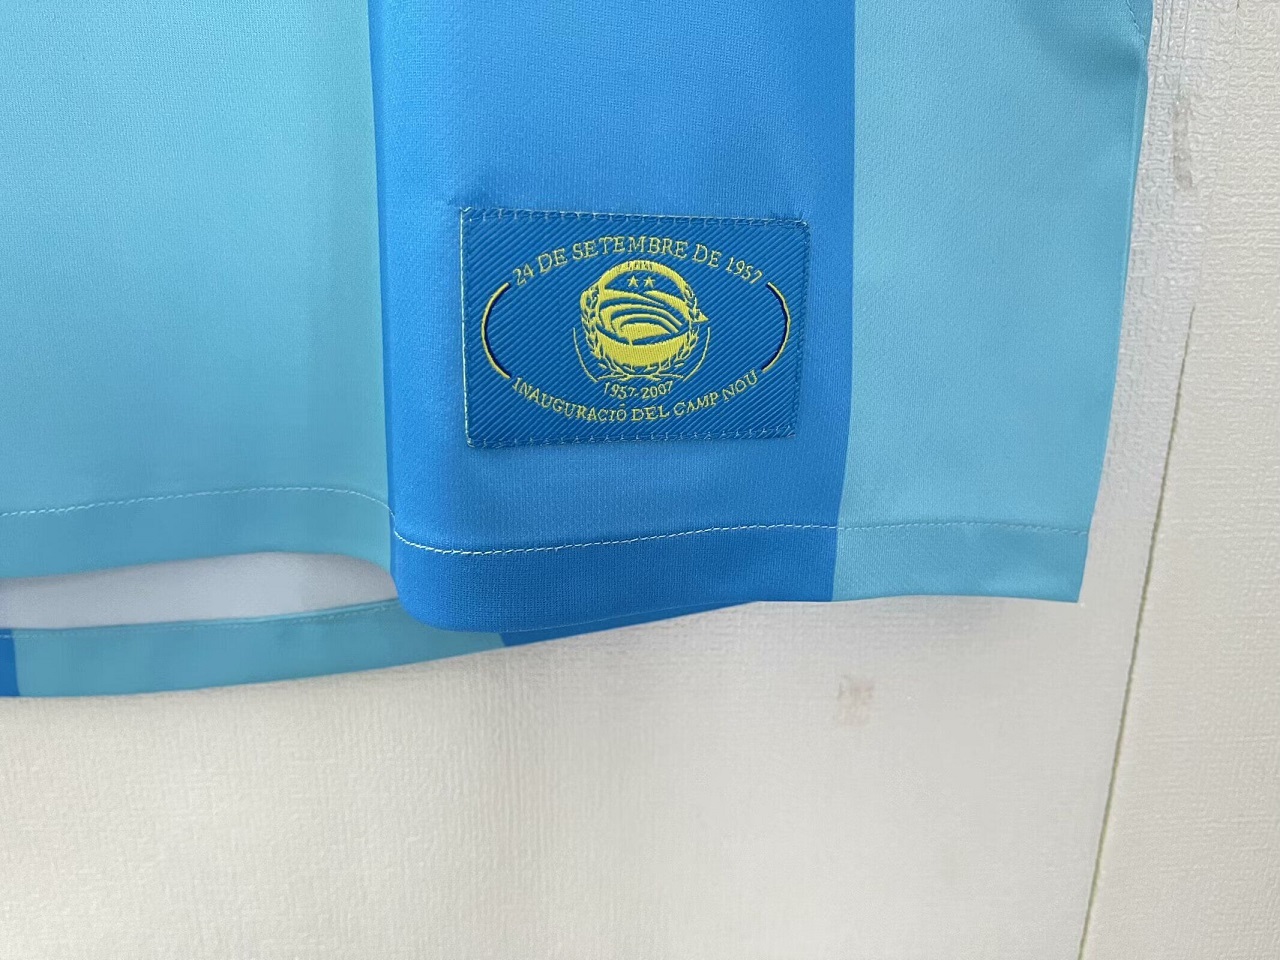 24 DE SETEMBRE DE 1957
1957-2007
INAUGURACIÓ DEL CAMP NOU